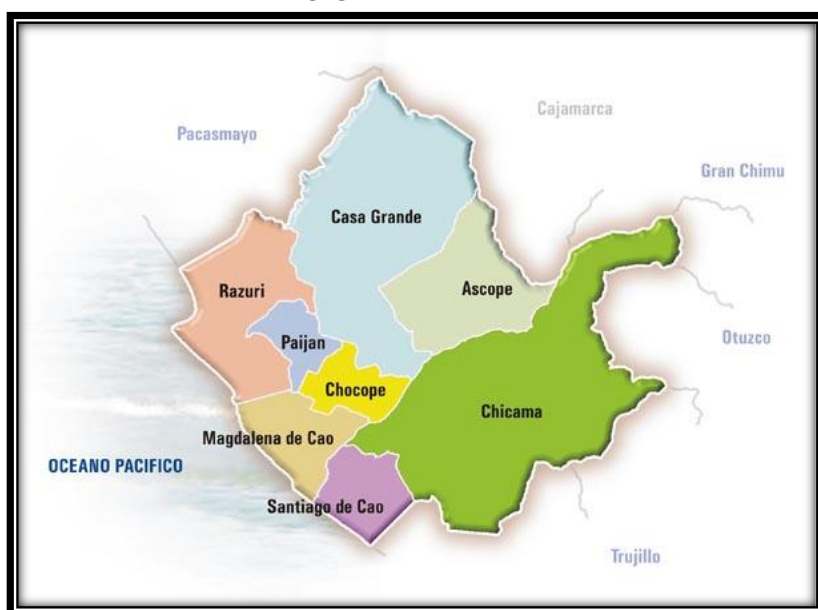 Cajamarca
Pacasmayo
Gran Chimu
Casa Grande
Razuri
Ascope
Paijan
Otuzco
Chocope
Chicama
Magdalena de Cao
OCEANO PACIFICO
Santiago de Cao
Trujillo